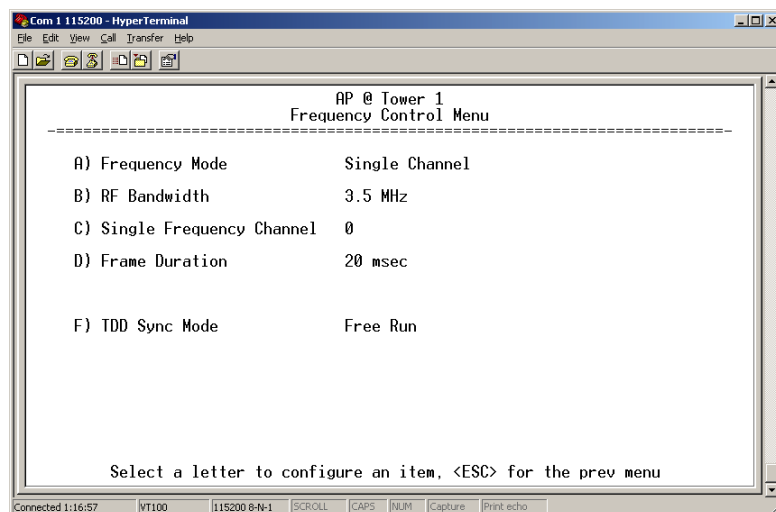 Com 1 115200 - HyperTerminal
File Edit View Call Transfer Help
AP @ Tower 1
Frequency Control Menu
-==========================================================================-
A) Frequency Mode Single Channel
B) RF Bandwidth 3.5 MHz
C) Single Frequency Channel 0
D) Frame Duration 20 msec
F) TDD Sync Mode Free Run
Select a letter to configure an item, <ESC> for the prev menu
Connected 1:16:57 VT100 115200 8-N-1 SCROLL CAPS NUM Capture Print echo